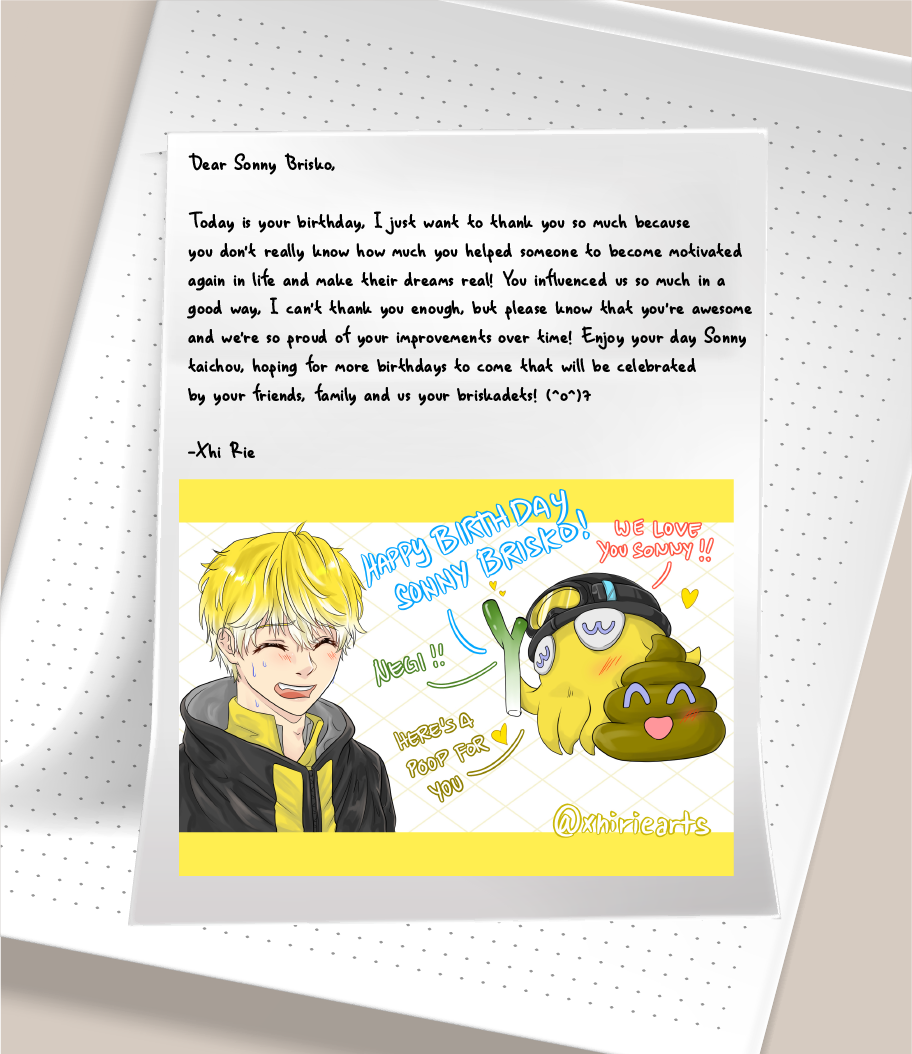 Dear Sonny Brisko,
Today is your birthday, I just want to thank you so much because
you don't really know how much you helped someone to become motivated
again in life and make their dreams real! You influenced us so much in a
good way, I can't thank you enough, but please know that you're awesome
and we're so proud of your improvements over time! Enjoy your day Sonny
taichou, hoping for more birthdays to come that will be celebrated
by your friends, family and us your briskadets! (^o^)7
-Xhi Rie
HAPPY BIRTHDAY
SONNY BRISKO!
WE LOVE
YOU SONNY!!
NEGI!!
HERE'S A
POOP FOR
YOU
@xhiriearts